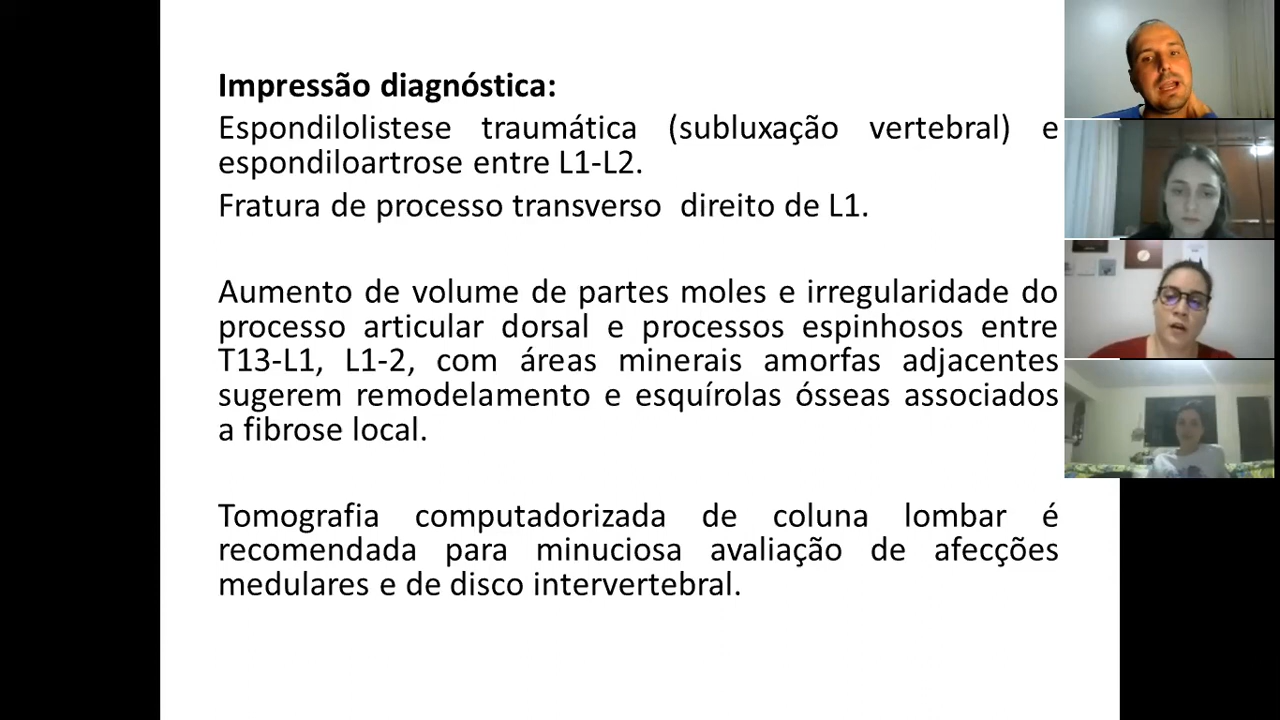 Impressão diagnóstica:
Espondilolistese traumática (subluxação vertebral) e
espondiloartrose entre L1-L2.
Fratura de processo transverso direito de L1.
Aumento de volume de partes moles e irregularidade do
processo articular dorsal e processos espinhosos entre
T13-L1, L1-2, com áreas minerais amorfas adjacentes
sugerem remodelamento e esquírolas ósseas associados
a fibrose local.
Tomografia computadorizada de coluna lombar é
recomendada para minuciosa avaliação de afecções
medulares e de disco intervertebral.